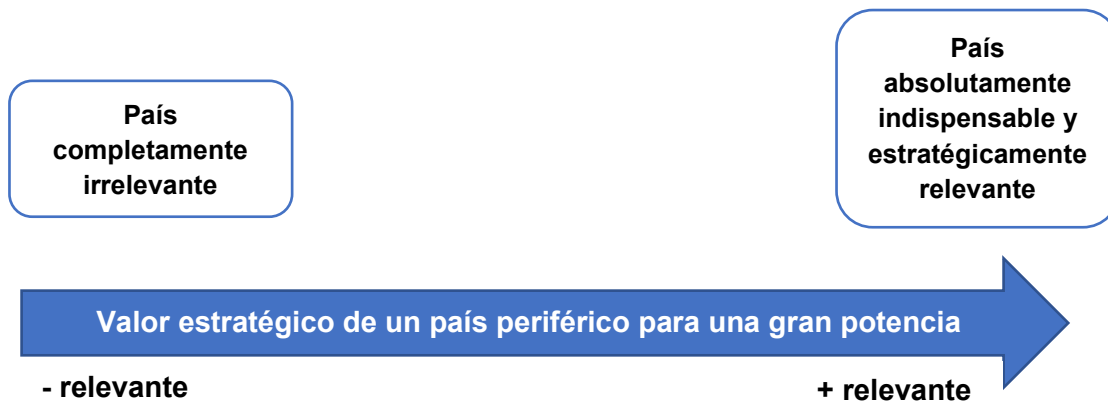 País
completamente
irrelevante
País
absolutamente
indispensable y
estratégicamente
relevante
Valor estratégico de un país periférico para una gran potencia
- relevante
+ relevante